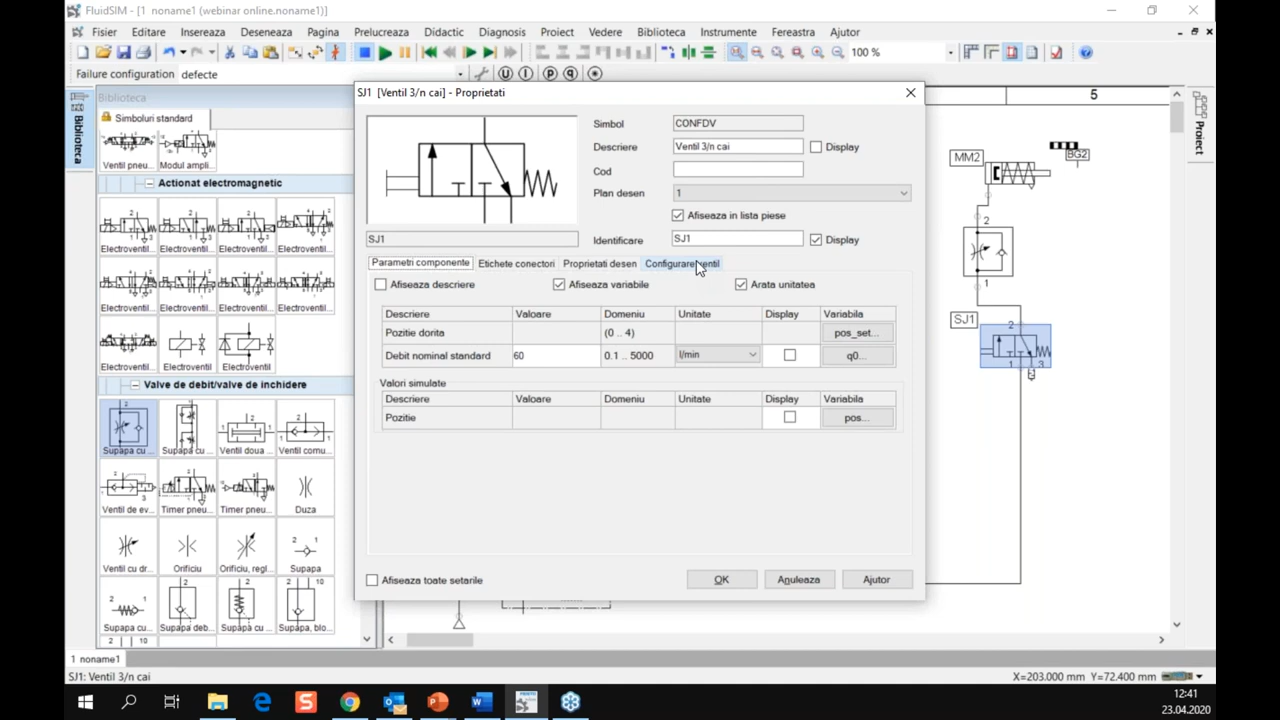 FluidSIM - [1 noname1 (webinar online.noname1)]
Fisier Editare Insereaza Deseneaza Pagina Prelucreaza Didactic Diagnosis Proiect Vedere Biblioteca Instrumente Fereastra Ajutor
100 %
Failure configuration defecte
U I p q
Biblioteca
Biblioteca
Simboluri standard
Ventil pneu... Modul ampli...
Actionat electromagnetic
Electroventil... Electroventil... Electroventil... Electroventil...
Electroventil... Electroventil... Electroventil... Electroventil...
Electroventil Electroventil Electroventil
Valve de debit/valve de inchidere
Supapa cu ... Supapa cu ... Ventil doua ... Ventil comu...
Ventil de ev... Timer pneu... Timer pneu... Duza
Ventil cu dr... Orificiu Orificiu, regl... Supapa
Supapa cu... Supapa deb... Supapa cu ... Supapa, blo...
2 10
SJ1 [Ventil 3/n cai] - Proprietati
Simbol CONFDV
Descriere Ventil 3/n cai Display
Cod
Plan desen 1
Afiseaza in lista piese
SJ1 Identificare SJ1 Display
Parametri componente Etichete conectori Proprietati desen Configurare ventil
Afiseaza descriere Afiseaza variabile Arata unitatea
Descriere Valoare Domeniu Unitate Display Variabila
Pozitie dorita (0 .. 4) pos_set...
Debit nominal standard 60 0.1 .. 5000 l/min q0...
Valori simulate
Descriere Valoare Domeniu Unitate Display Variabila
Pozitie pos...
Afiseaza toate setarile OK Anuleaza Ajutor
5
Project
MM2
BG2
2
1
SJ1
2
1 3
1 noname1
SJ1: Ventil 3/n cai X=203.000 mm Y=72.400 mm
12:41
23.04.2020